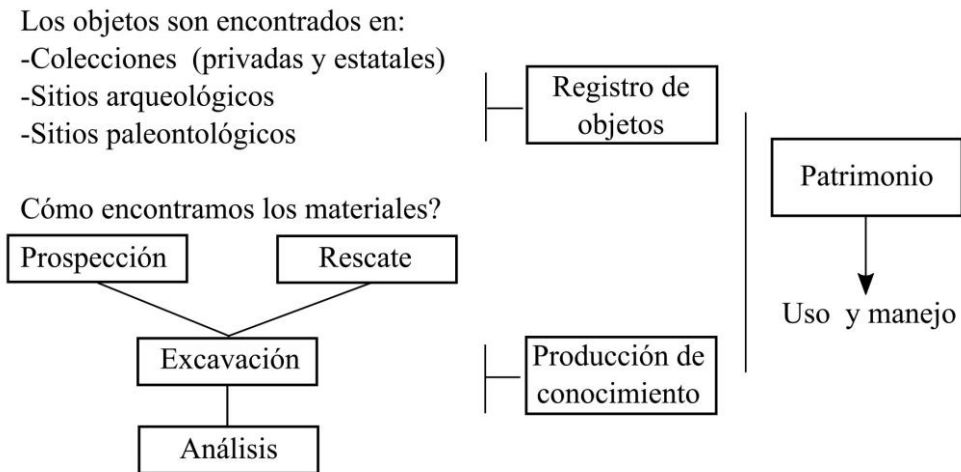 Los objetos son encontrados en:
-Colecciones (privadas y estatales)
-Sitios arqueológicos
-Sitios paleontológicos
Registro de
objetos
Patrimonio
Uso y manejo
Cómo encontramos los materiales?
Prospección
Rescate
Excavación
Análisis
Producción de
conocimiento